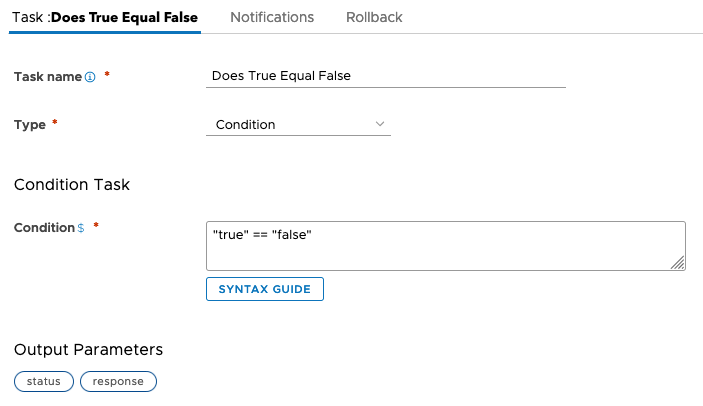 Task :Does True Equal False Notifications Rollback
Task name * Does True Equal False
Type * Condition
Condition Task
Condition $ * "true" == "false"
SYNTAX GUIDE
Output Parameters
status response